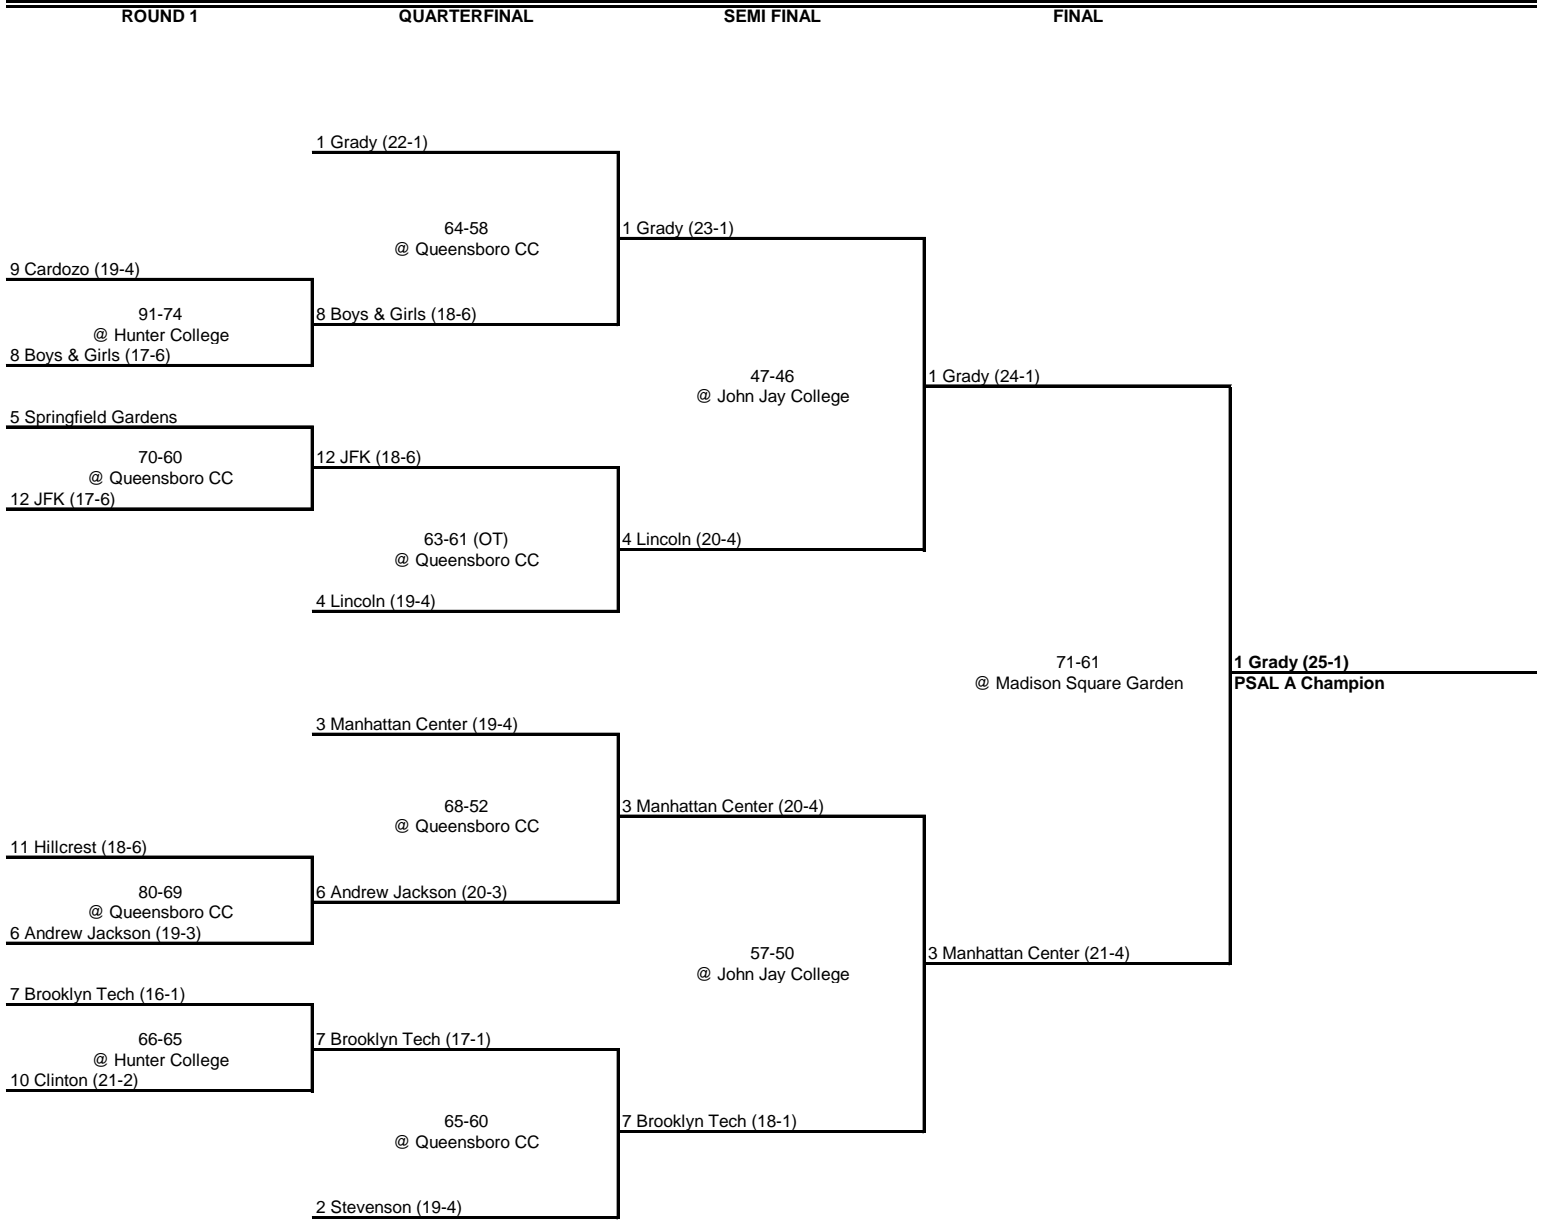 ROUND 1 QUARTERFINAL SEMI FINAL FINAL
1 Grady (22-1)
64-58
@ Queensboro CC
1 Grady (23-1)
9 Cardozo (19-4)
91-74
@ Hunter College
8 Boys & Girls (18-6)
8 Boys & Girls (17-6)
47-46
@ John Jay College
1 Grady (24-1)
5 Springfield Gardens
70-60
@ Queensboro CC
12 JFK (18-6)
12 JFK (17-6)
63-61 (OT)
@ Queensboro CC
4 Lincoln (20-4)
4 Lincoln (19-4)
71-61
@ Madison Square Garden
1 Grady (25-1)
PSAL A Champion
3 Manhattan Center (19-4)
68-52
@ Queensboro CC
3 Manhattan Center (20-4)
11 Hillcrest (18-6)
80-69
@ Queensboro CC
6 Andrew Jackson (20-3)
6 Andrew Jackson (19-3)
57-50
@ John Jay College
3 Manhattan Center (21-4)
7 Brooklyn Tech (16-1)
66-65
@ Hunter College
7 Brooklyn Tech (17-1)
10 Clinton (21-2)
65-60
@ Queensboro CC
7 Brooklyn Tech (18-1)
2 Stevenson (19-4)